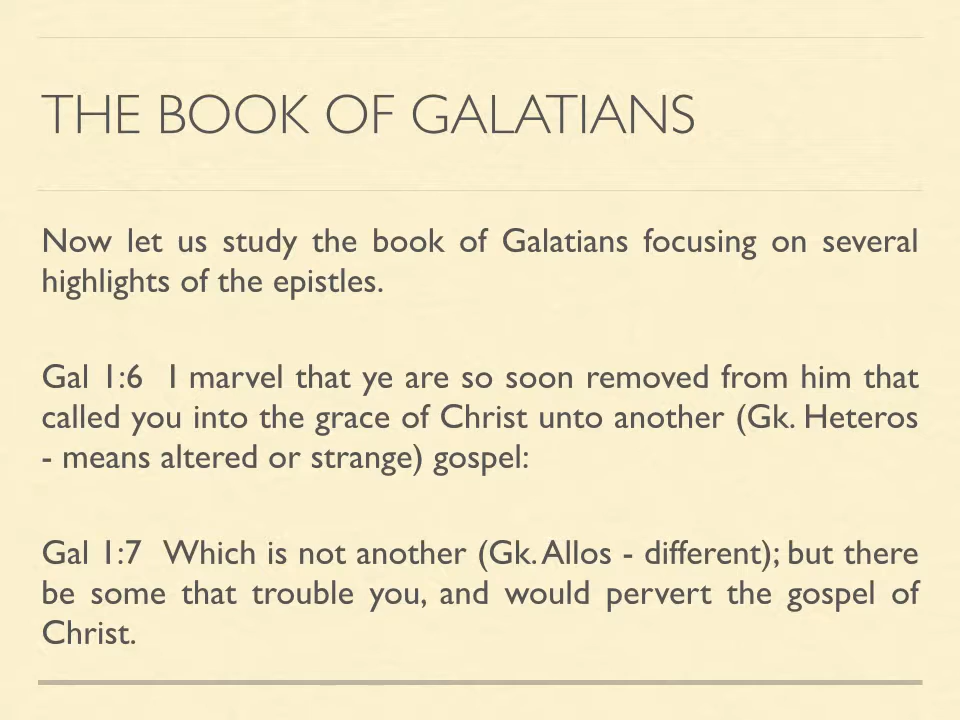 THE BOOK OF GALATIANS
Now let us study the book of Galatians focusing on several
highlights of the epistles.
Gal 1:6  I marvel that ye are so soon removed from him that
called you into the grace of Christ unto another (Gk. Heteros
- means altered or strange) gospel:
Gal 1:7  Which is not another (Gk. Allos - different); but there
be some that trouble you, and would pervert the gospel of
Christ.